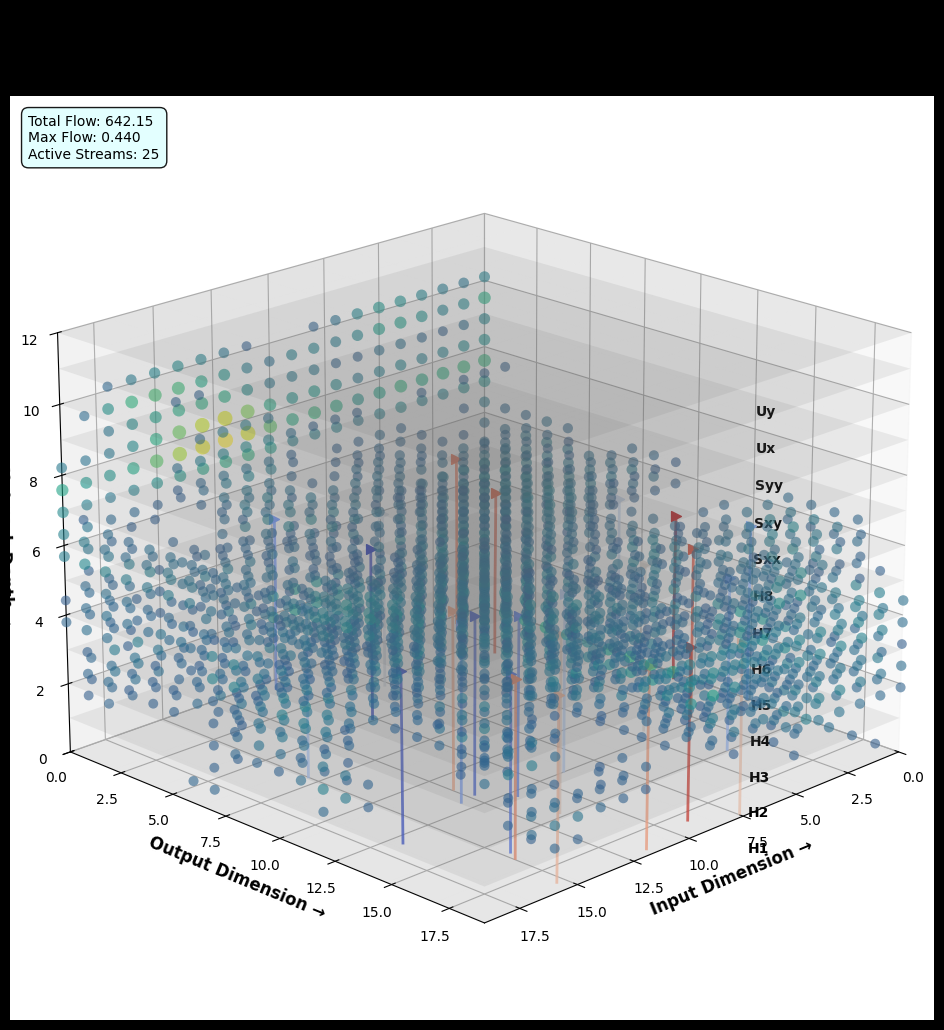 Total Flow: 642.15
Max Flow: 0.440
Active Streams: 25
12
10
8
6
4
2
0
Uy
Ux
Syy
Sxy
Sxx
H8
H7
H6
H5
H4
H3
H2
H1
0.0
2.5
5.0
7.5
10.0
12.5
15.0
17.5
Output Dimension →
17.5
15.0
12.5
10.0
7.5
5.0
2.5
0.0
Input Dimension →